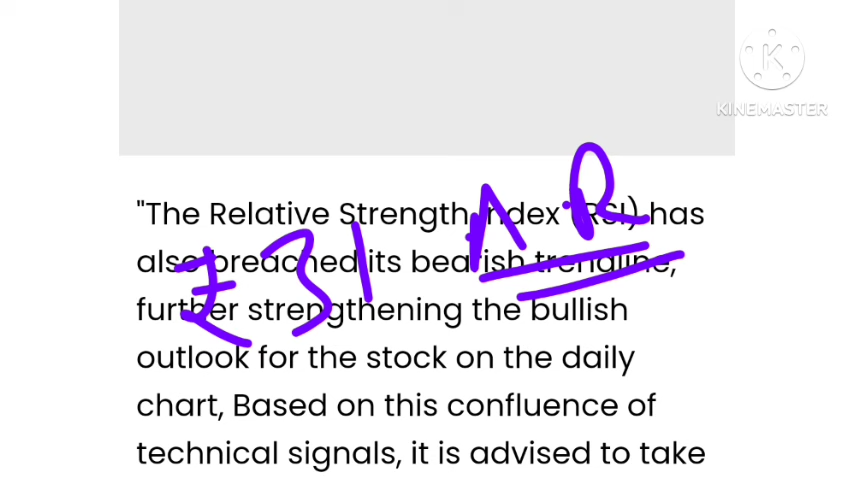 KINEMASTER
"The Relative Strength Index (RSI) has
also breached its bearish trendline,
further strengthening the bullish
outlook for the stock on the daily
chart, Based on this confluence of
technical signals, it is advised to take
₹31